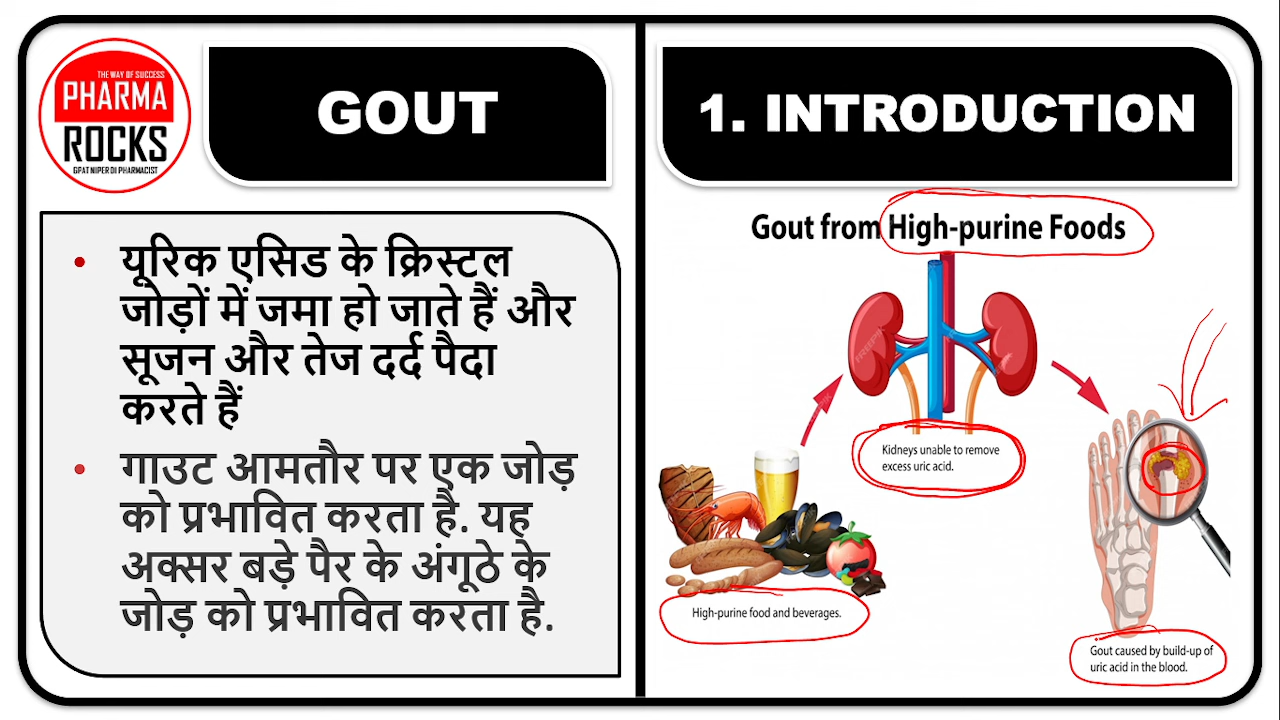 THE WAY OF SUCCESS
PHARMA
ROCKS
GPAT NIPER DI PHARMACIST
GOUT
• यूरिक एसिड के क्रिस्टल
जोड़ों में जमा हो जाते हैं और
सूजन और तेज दर्द पैदा
करते हैं
• गाउट आमतौर पर एक जोड़
को प्रभावित करता है. यह
अक्सर बड़े पैर के अंगूठे के
जोड़ को प्रभावित करता है.
1. INTRODUCTION
Gout from High-purine Foods
Kidneys unable to remove
excess uric acid.
High-purine food and beverages.
Gout caused by build-up of
uric acid in the blood.